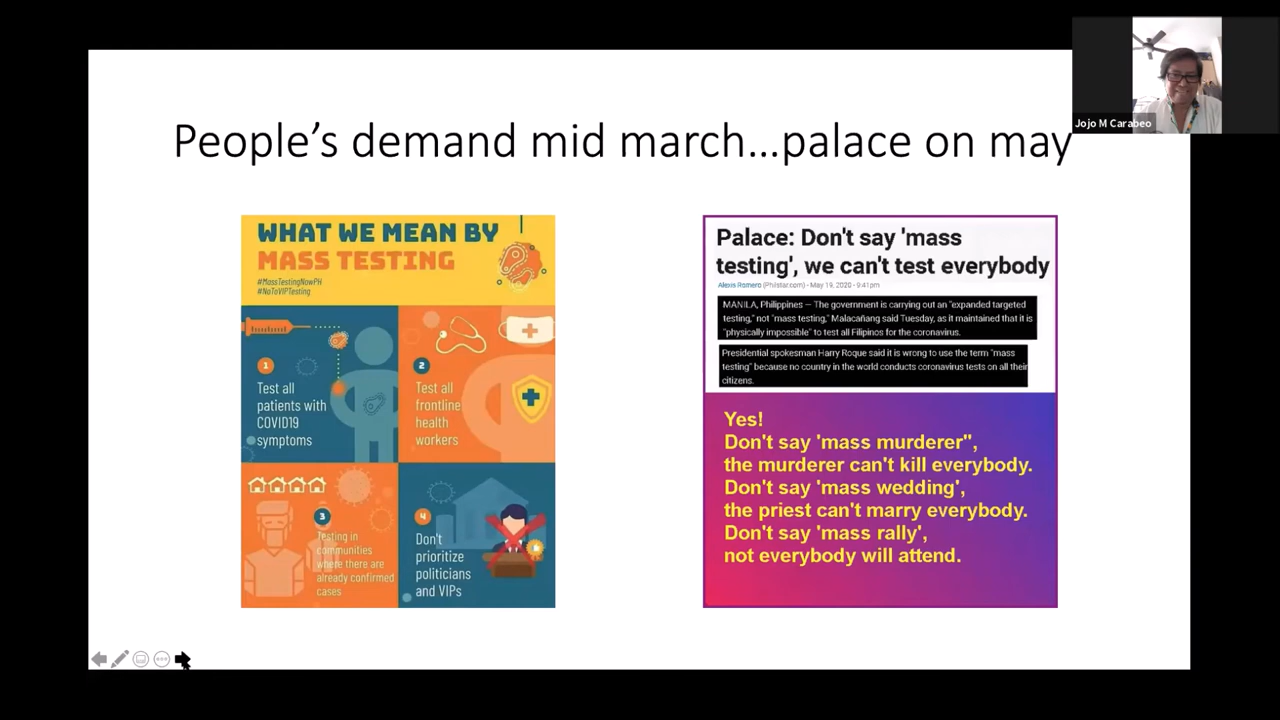 Jojo M Carabeo
People's demand mid march...palace on may
WHAT WE MEAN BY
MASS TESTING
#MassTestingNowPH
#NoToVIPTesting
1
Test all
patients with
COVID19
symptoms
2
Test all
frontline
health
workers
3
Testing in
communities
where there are
already confirmed
cases
4
Don't
prioritize
politicians
and VIPs
Palace: Don't say 'mass
testing', we can't test everybody
Alexis Romero (Philstar.com) - May 19, 2020 - 9:41pm
MANILA, Philippines — The government is carrying out an "expanded targeted
testing," not "mass testing," Malacañang said Tuesday, as it maintained that it is
"physically impossible" to test all Filipinos for the coronavirus.
Presidential spokesman Harry Roque said it is wrong to use the term "mass
testing" because no country in the world conducts coronavirus tests on all their
citizens.
Yes!
Don't say 'mass murderer",
the murderer can't kill everybody.
Don't say 'mass wedding',
the priest can't marry everybody.
Don't say 'mass rally',
not everybody will attend.